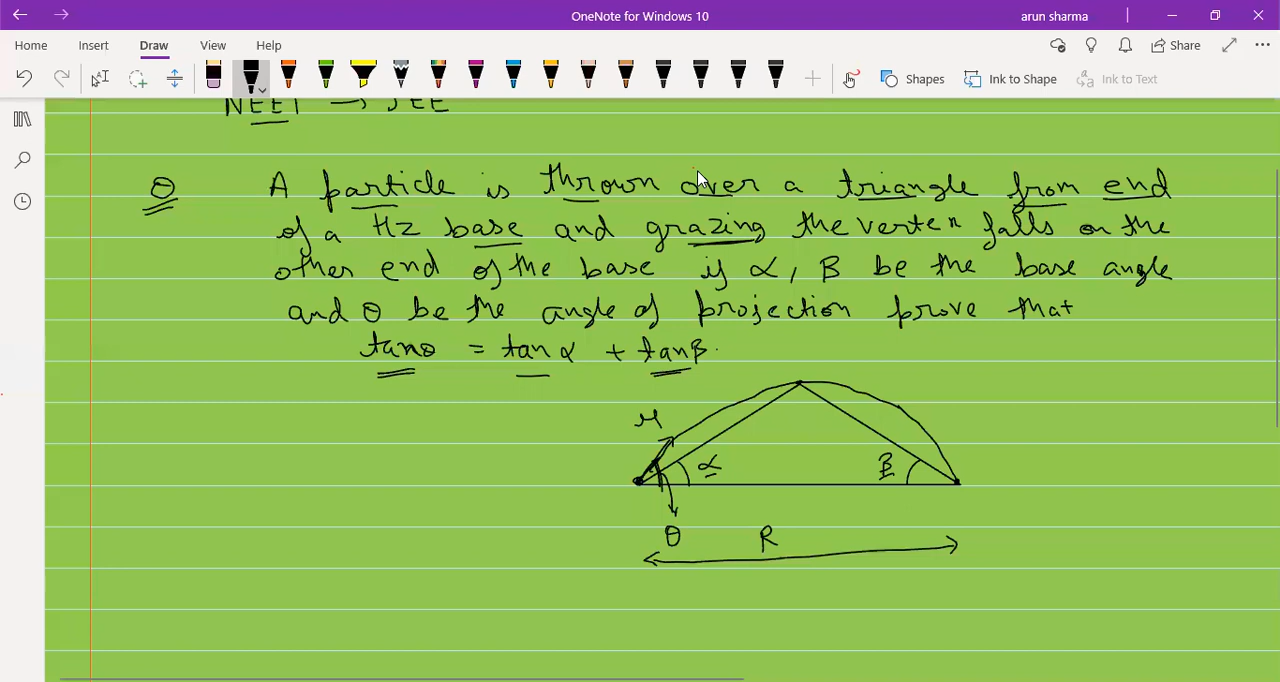 OneNote for Windows 10
arun sharma
Home Insert Draw View Help
Share
Shapes
Ink to Shape
Ink to Text
NEET → JEE
Q A particle is thrown over a triangle from end
of a Hz base and grazing the vertex falls on the
other end of the base if α, β be the base angle
and θ be the angle of projection prove that
tanθ = tanα + tanβ.
α
β
θ
R